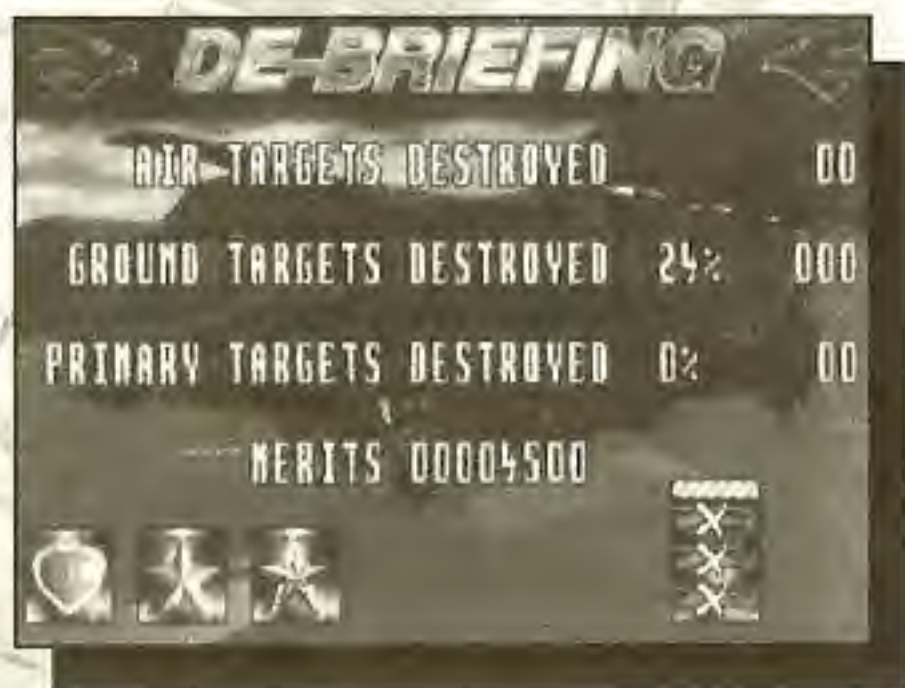 DE-BRIEFING
AIR TARGETS DESTROYED 00
GROUND TARGETS DESTROYED 24% 000
PRIMARY TARGETS DESTROYED 0% 00
MERITS 00004500